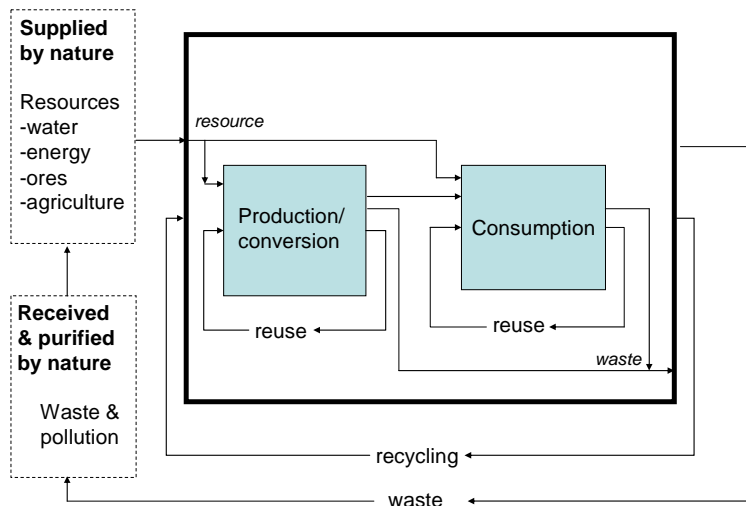 Supplied
by nature
Resources
-water
-energy
-ores
-agriculture
resource
Production/
conversion
Consumption
reuse
reuse
waste
Received
& purified
by nature
Waste &
pollution
recycling
waste